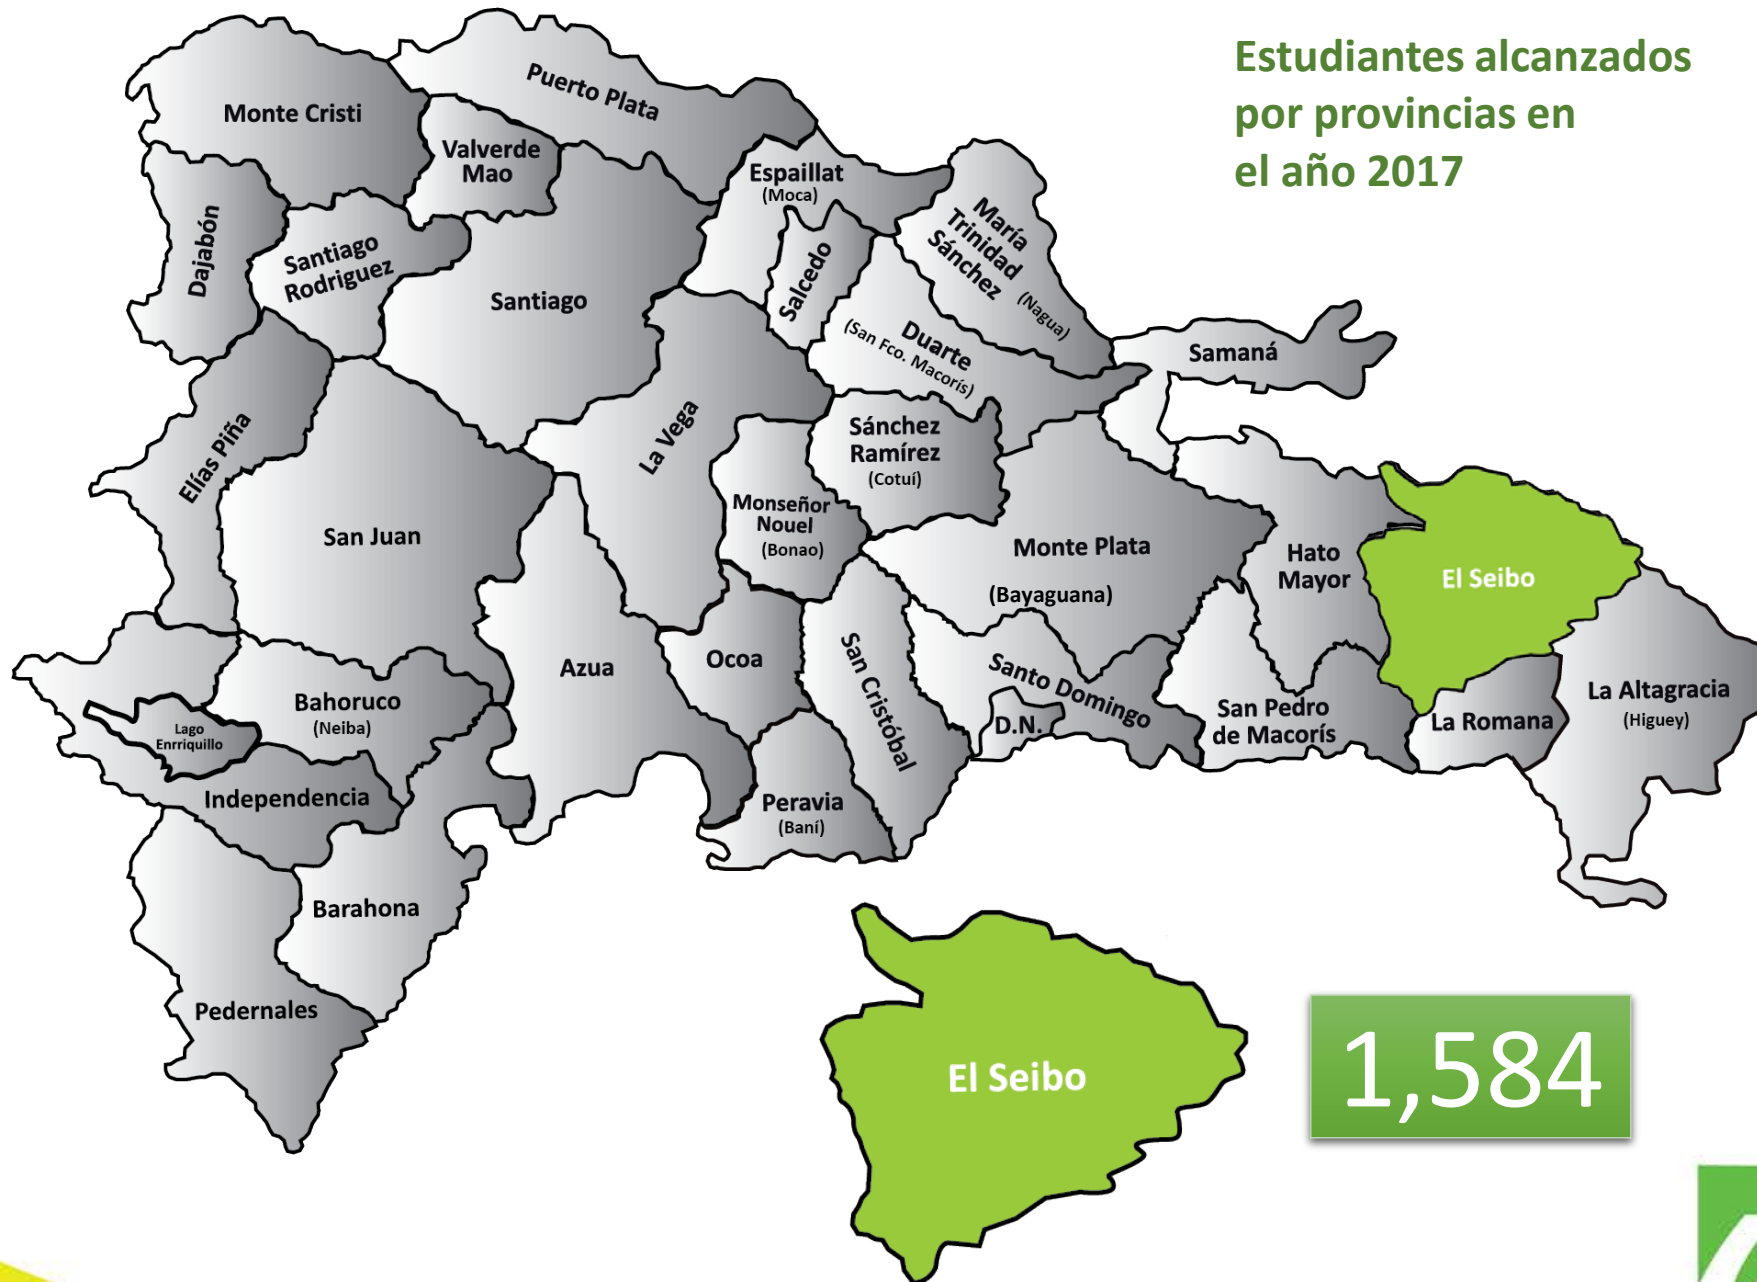 Estudiantes alcanzados
por provincias en
el año 2017
Puerto Plata
Monte Cristi
Valverde
Mao
Espaillat
(Moca)
María
Trinidad
Sánchez
(Nagua)
Dajabón
Santiago
Rodriguez
Salcedo
Santiago
Duarte
(San Fco. Macorís)
Samaná
Elías Piña
La Vega
Sánchez
Ramírez
(Cotuí)
Monseñor
Nouel
(Bonao)
San Juan
Monte Plata
(Bayaguana)
Hato
Mayor
El Seibo
Azua
Ocoa
San Cristóbal
Santo Domingo
D.N.
San Pedro
de Macorís
La Romana
La Altagracia
(Higuey)
Bahoruco
(Neiba)
Lago
Enrriquillo
Independencia
Peravia
(Baní)
Barahona
Pedernales
El Seibo
1,584